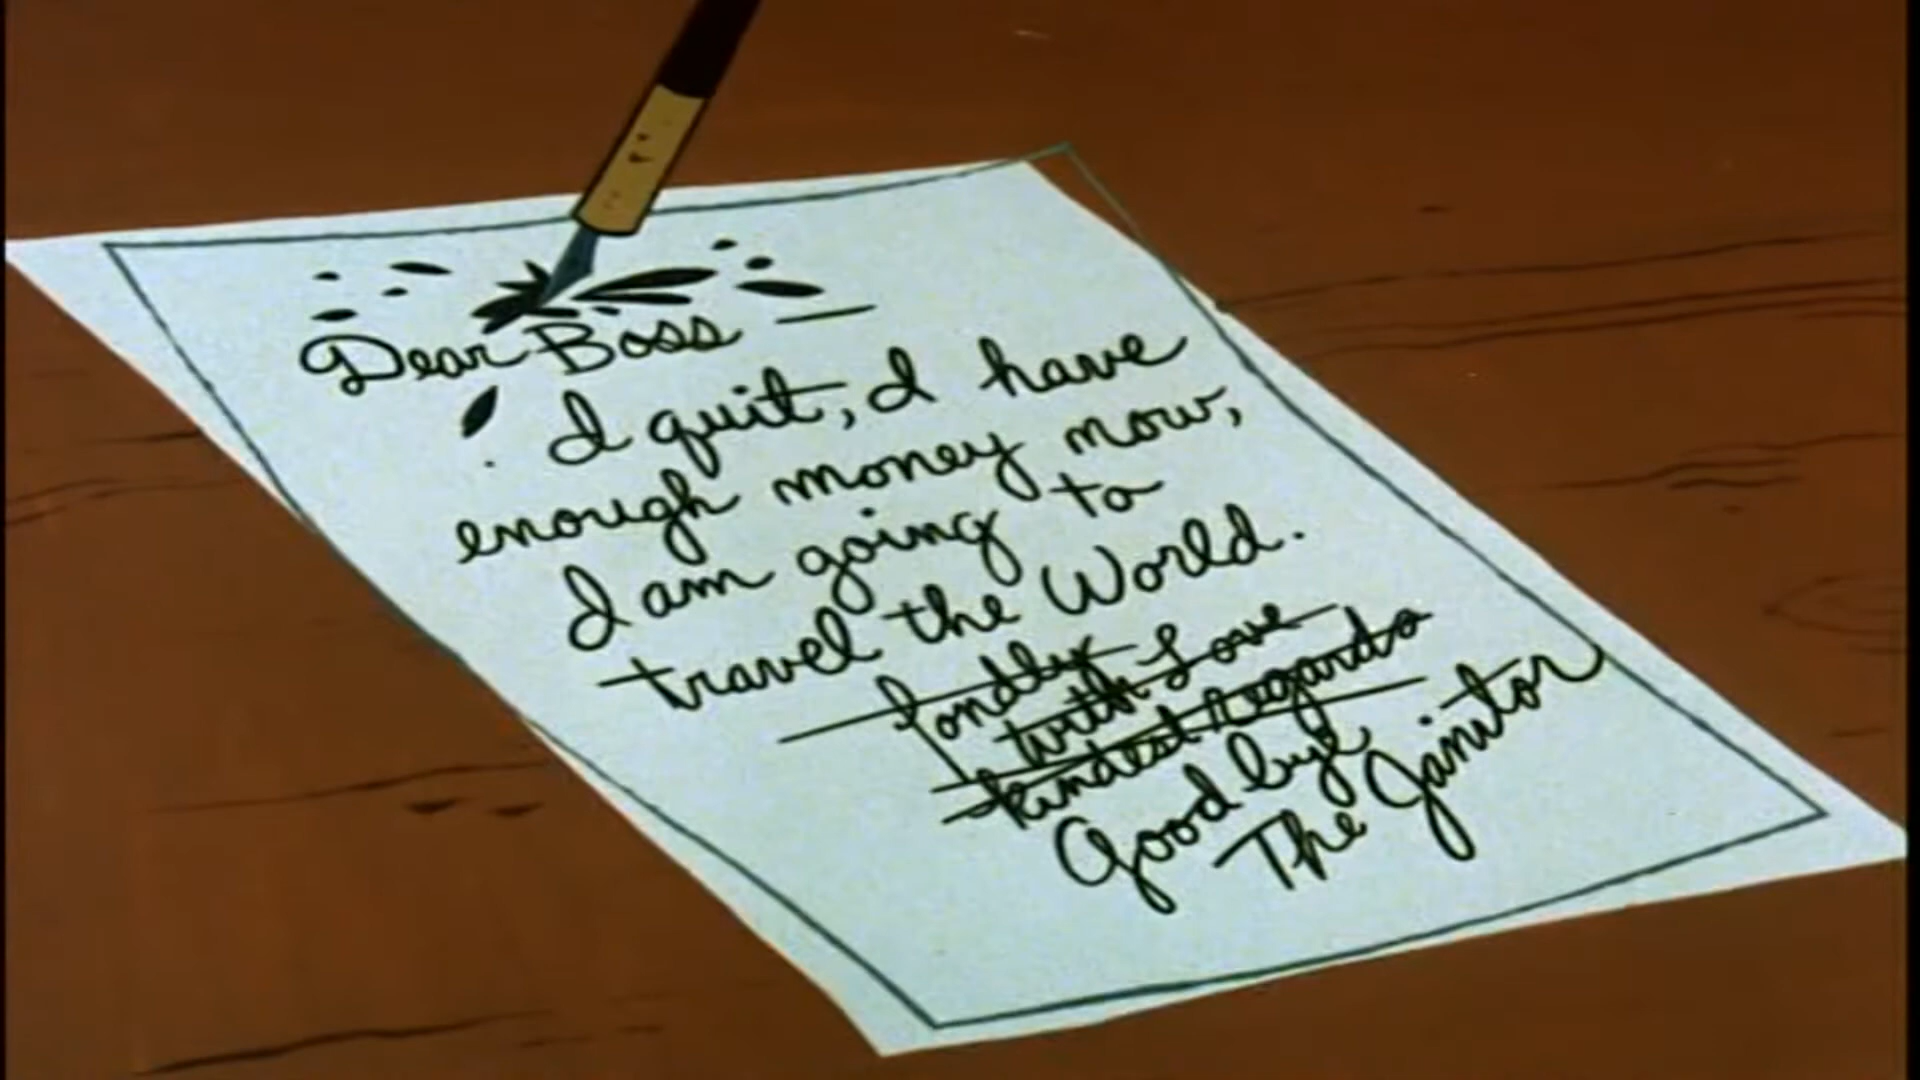 Dear Boss —
I quit, I have
enough money now,
I am going to
travel the World.
fondly
with Love
kindest Regards
Good bye
The Janitor